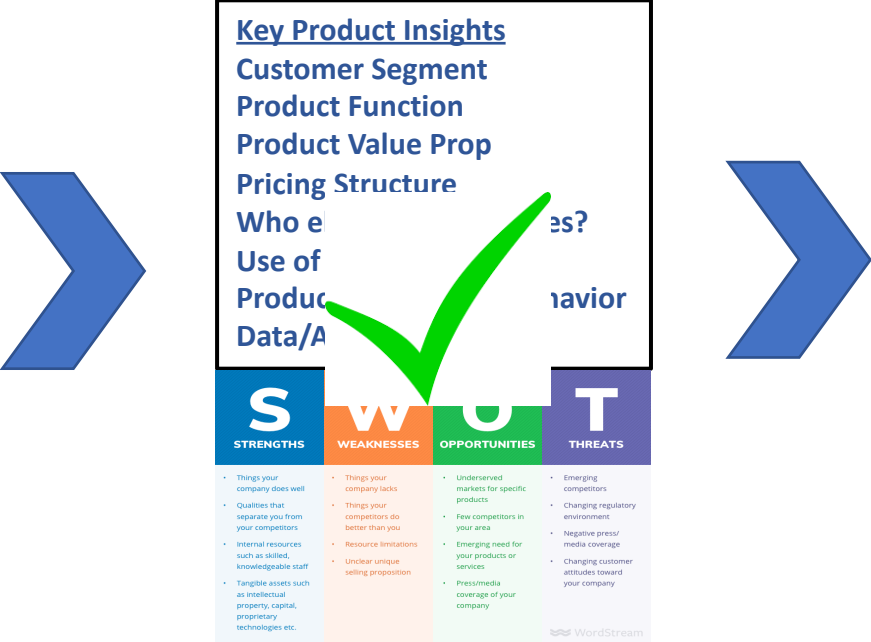 Key Product Insights
Customer Segment
Product Function
Product Value Prop
Pricing Structure
Who es?
Use of
Data/A
S W O T
STRENGTHS WEAKNESSES OPPORTUNITIES THREATS
• Things your
company does well
• Qualities that
separate you from
your competitors
• Internal resources
such as skilled,
knowledgeable staff
• Tangible assets such
as intellectual
property, capital,
proprietary
technologies etc.
• Things your
company lacks
• Things your
competitors do
better than you
• Resource limitations
• Unclear unique
selling proposition
• Underserved
markets for specific
products
• Few competitors in
your area
• Emerging need for
your products or
services
• Press/media
coverage of your
company
• Emerging
competitors
• Changing regulatory
environment
• Negative press/
media coverage
• Changing customer
attitudes toward
your company
WordStream